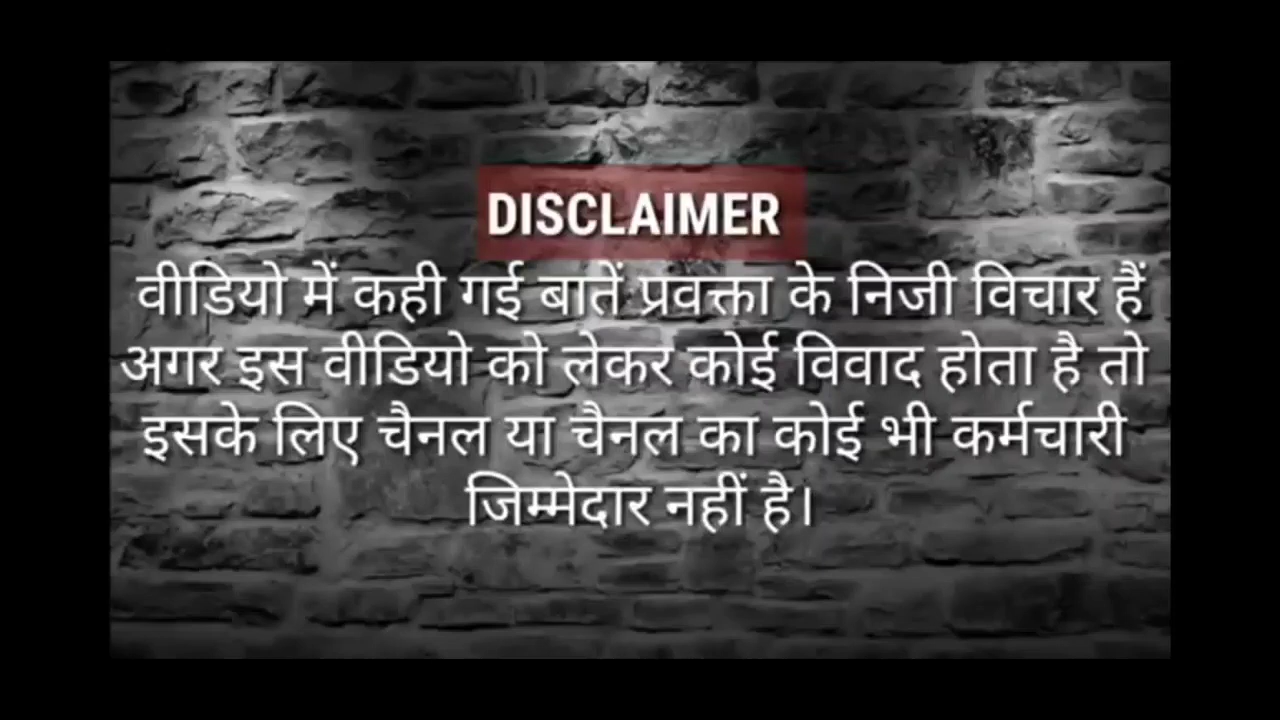 DISCLAIMER
वीडियो में कही गई बातें प्रवक्ता के निजी विचार हैं
अगर इस वीडियो को लेकर कोई विवाद होता है तो
इसके लिए चैनल या चैनल का कोई भी कर्मचारी
जिम्मेदार नहीं है।